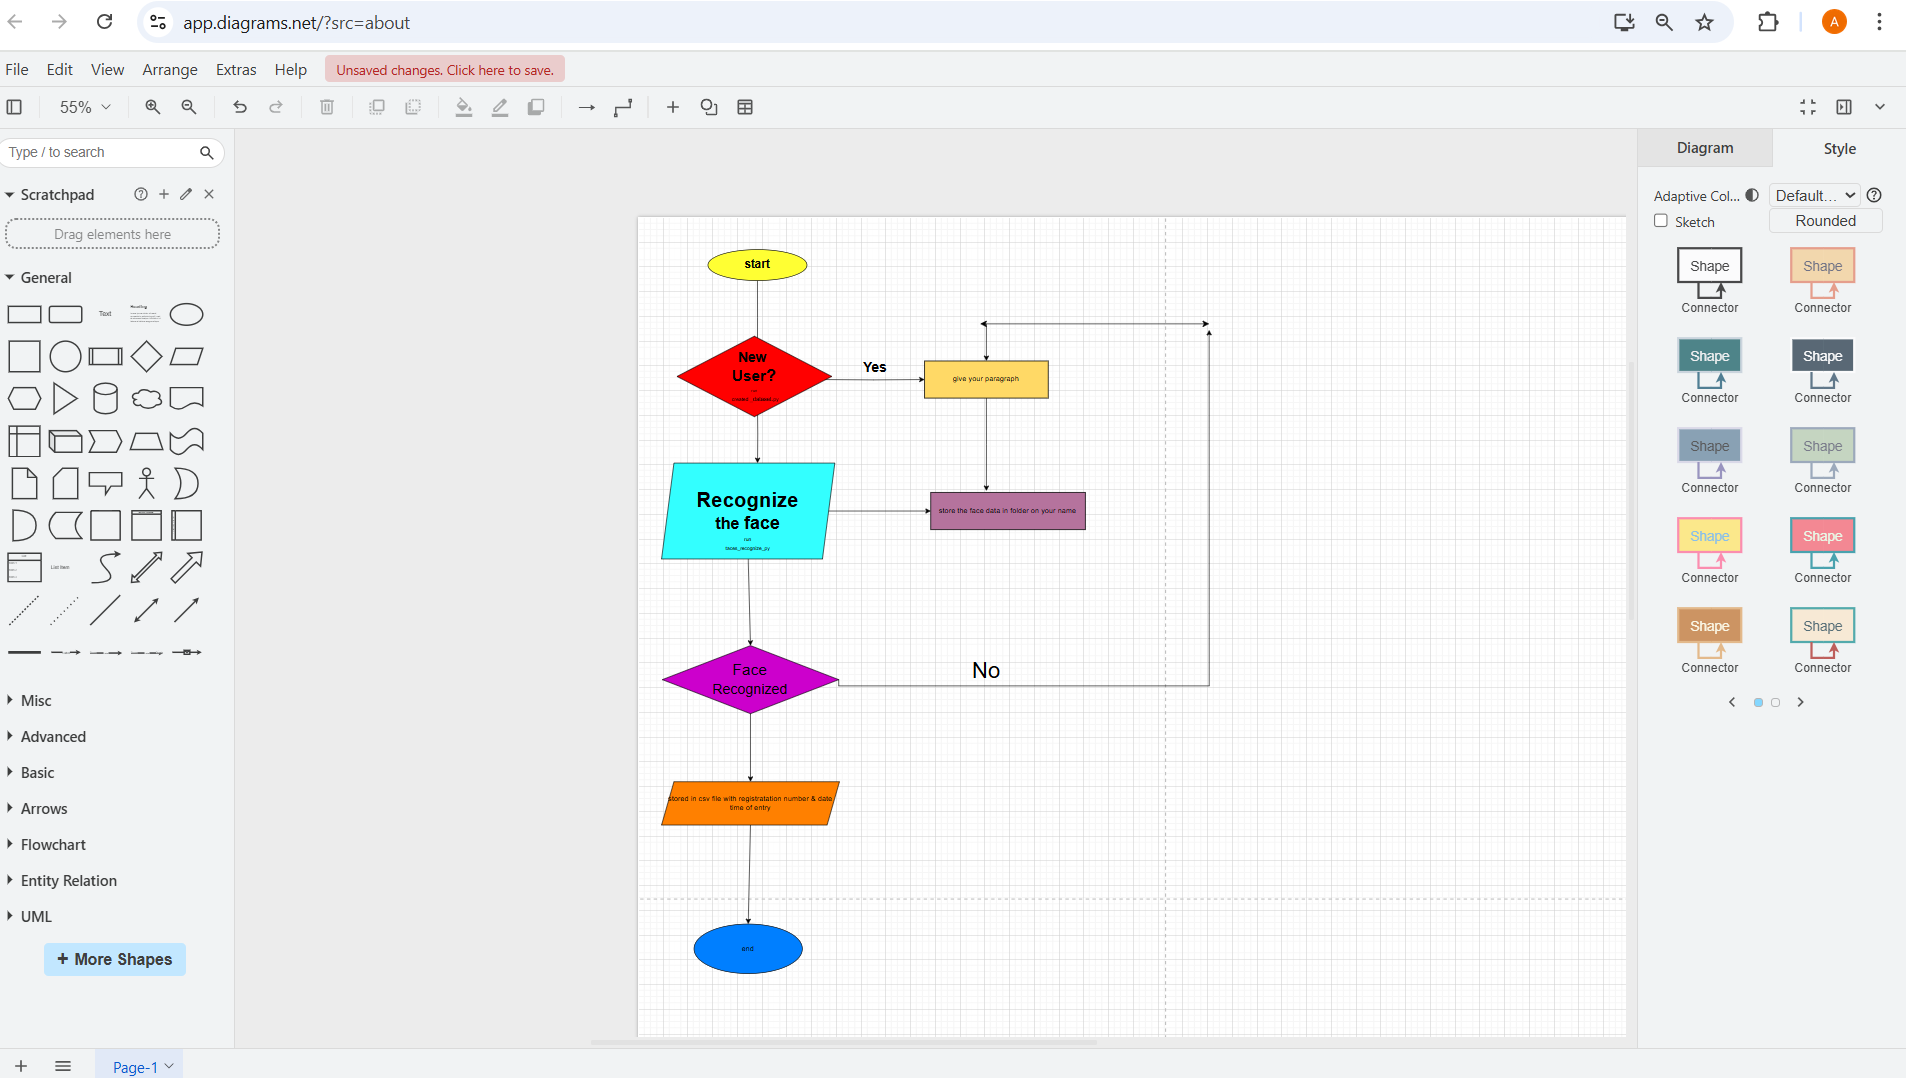 app.diagrams.net/?src=about
A
File Edit View Arrange Extras Help Unsaved changes. Click here to save.
55%
Type / to search
Scratchpad
Drag elements here
General
Text
Heading
List Item
Misc
Advanced
Basic
Arrows
Flowchart
Entity Relation
UML
+ More Shapes
start
New
User?
Yes
give your paragraph
Recognize
the face
run
store the face data in folder on your name
Face
Recognized
No
stored in csv file with registratation number & date
time of entry
end
Diagram Style
Adaptive Col... Default...
Sketch Rounded
Shape Shape
Connector Connector
Shape Shape
Connector Connector
Shape Shape
Connector Connector
Shape Shape
Connector Connector
Shape Shape
Connector Connector
Page-1